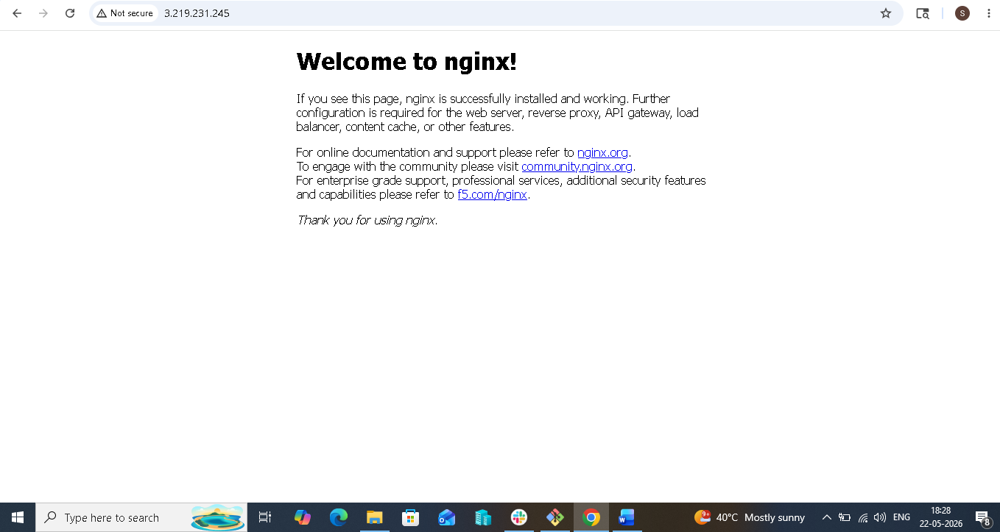 Not secure
3.219.231.245
S
Welcome to nginx!
If you see this page, nginx is successfully installed and working. Further
configuration is required for the web server, reverse proxy, API gateway, load
balancer, content cache, or other features.
For online documentation and support please refer to nginx.org.
To engage with the community please visit community.nginx.org.
For enterprise grade support, professional services, additional security features
and capabilities please refer to f5.com/nginx.
Thank you for using nginx.
Type here to search
W
9+
40°C Mostly sunny
ENG
18:28
22-05-2026
8